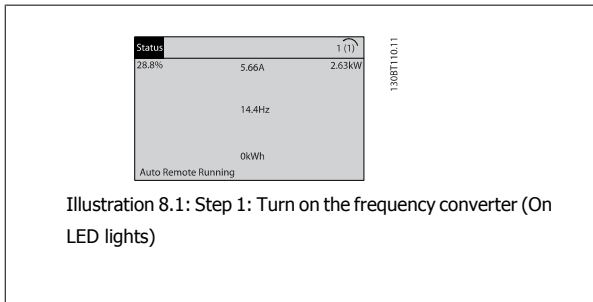 Status 1 (1)
28.8% 5.66A 2.63kW
14.4Hz
0kWh
Auto Remote Running
130BT110.11
Illustration 8.1: Step 1: Turn on the frequency converter (On
LED lights)